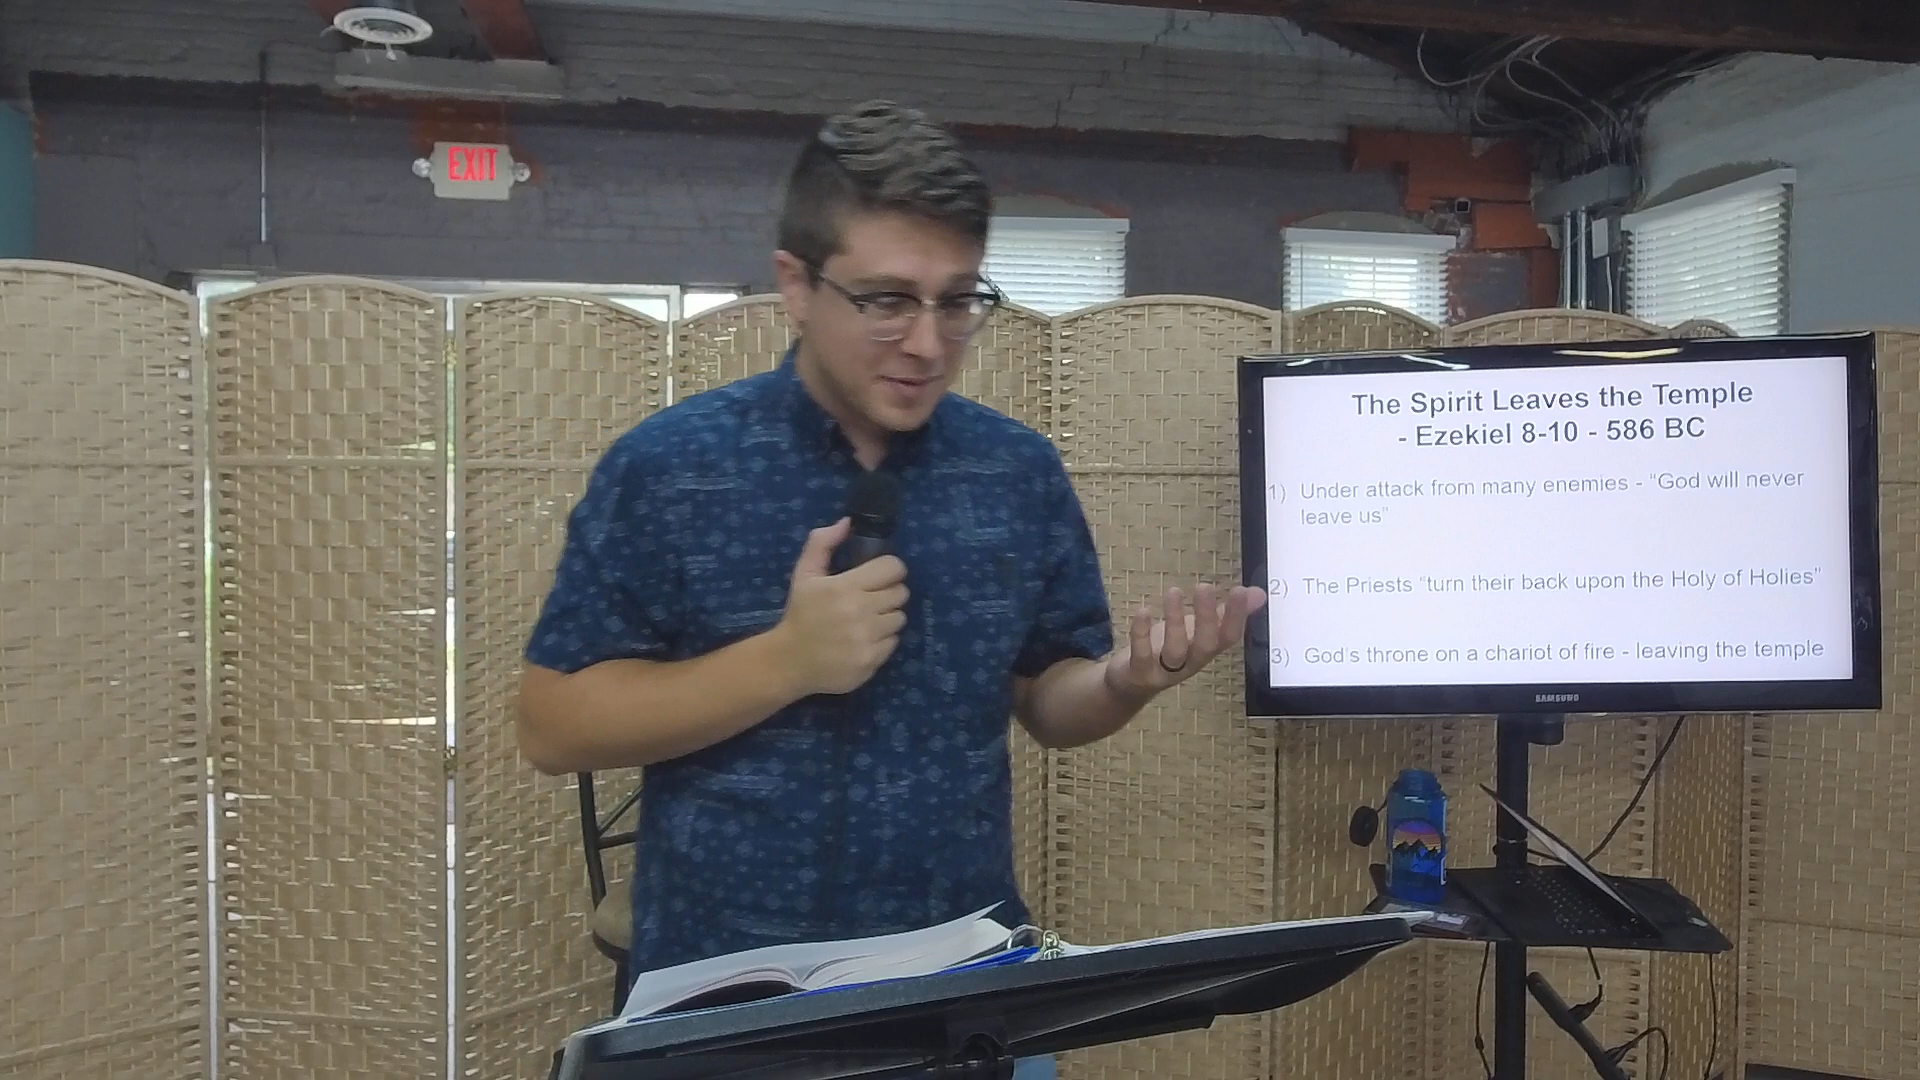 EXIT
The Spirit Leaves the Temple
- Ezekiel 8-10 - 586 BC
1) Under attack from many enemies - “God will never
leave us”
2) The Priests “turn their back upon the Holy of Holies”
3) God's throne on a chariot of fire - leaving the temple
SAMSUNG